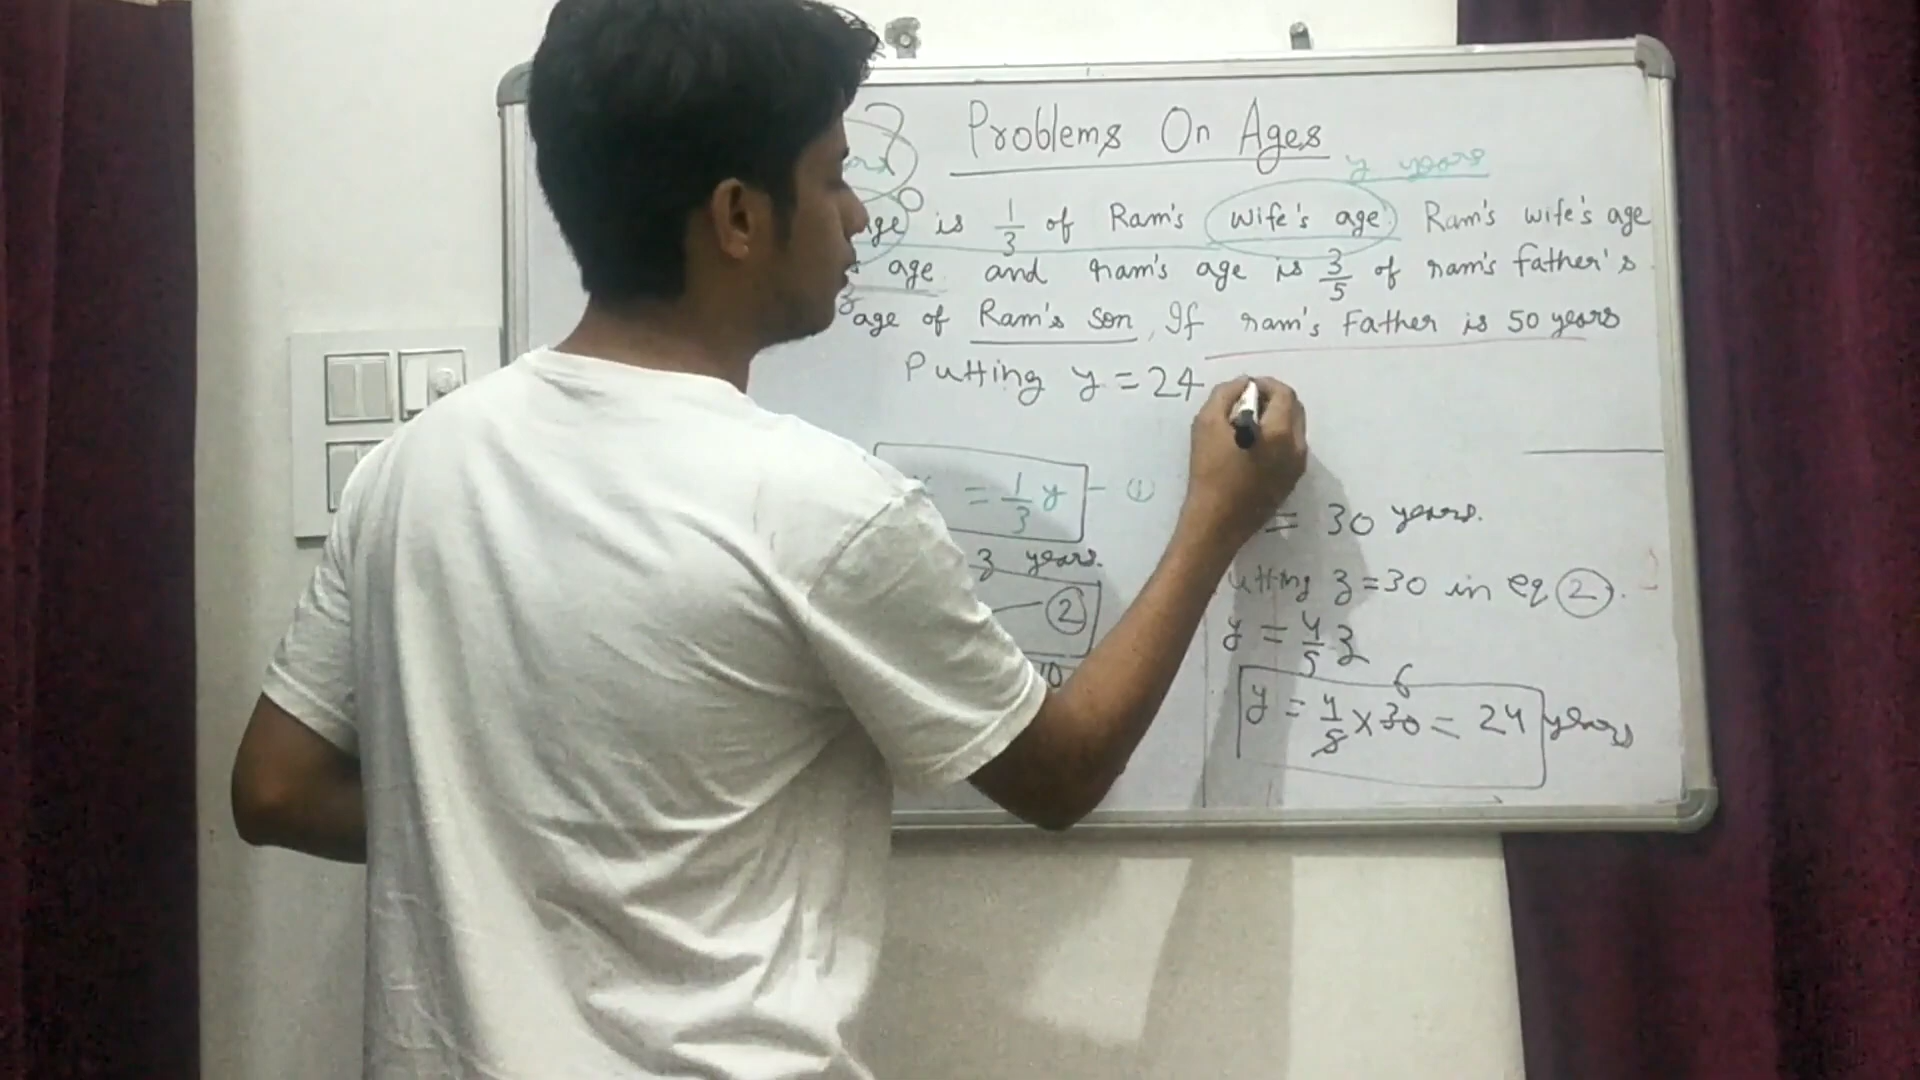 Problems On Ages
y years
age is 1/3 of Ram's wife's age. Ram's wife's age
age and ram's age is 3/5 of ram's father's
age of Ram's son, If ram's Father is 50 years
Putting y = 24
= 1/3 y - ①
3 years.
②
10
= 30 years.
utting z = 30 in eq ②.
y = 4/5 z
6
y = 4/5 × 30 = 24 years